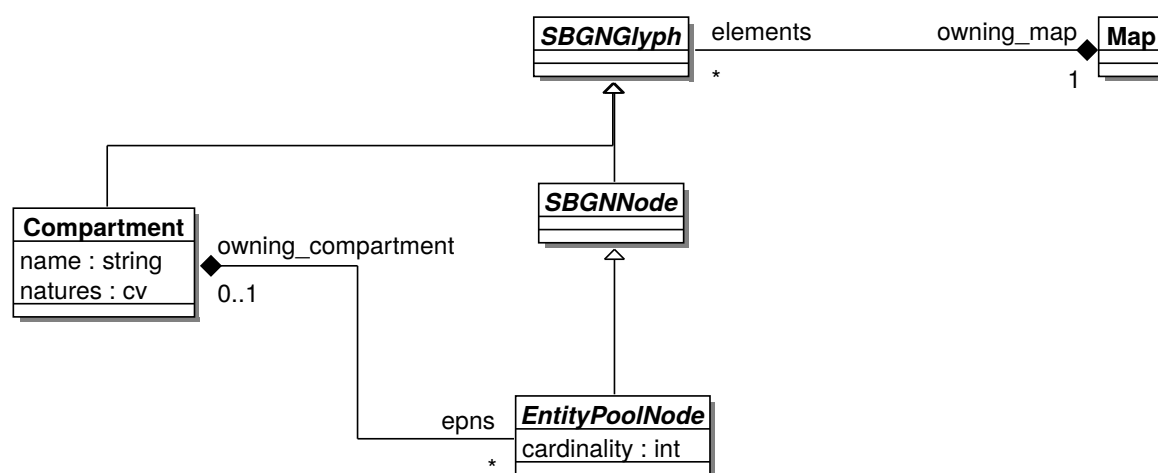 SBGNGlyph
elements
owning_map
Map
*
1
SBGNNode
Compartment
name : string
natures : cv
owning_compartment
0..1
epns
*
EntityPoolNode
cardinality : int